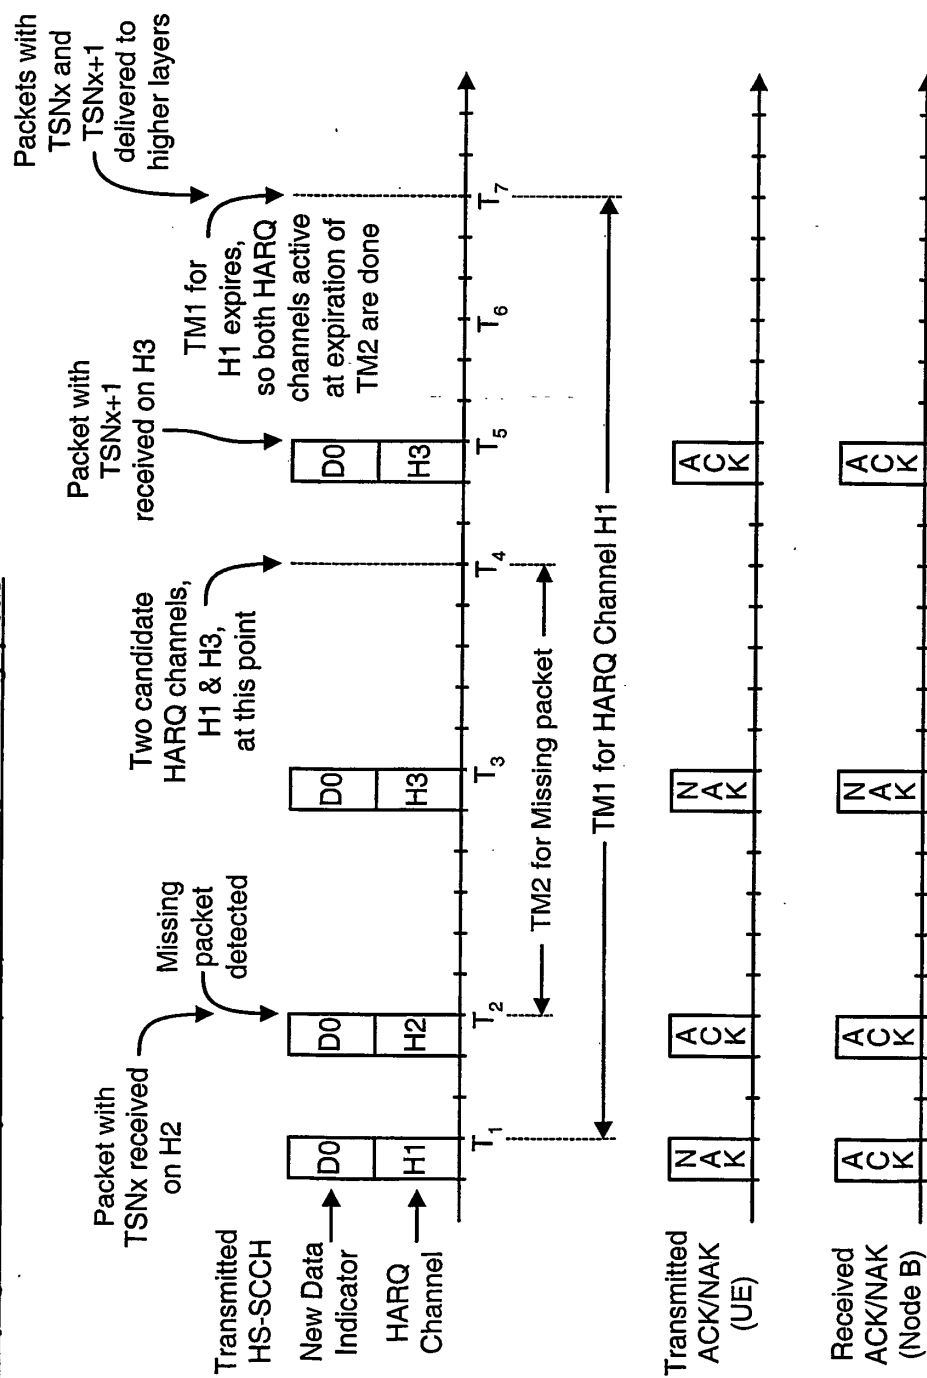 Packet with
TSNx received
on H2
Missing
packet
detected
Two candidate
HARQ channels,
H1 & H3,
at this point
Packet with
TSNx+1
received on H3
TM1 for
H1 expires,
so both HARQ
channels active
at expiration of
TM2 are done
Packets with
TSNx and
TSNx+1
delivered to
higher layers
Transmitted
HS-SCCH
New Data
Indicator
D0
D0
D0
D0
HARQ
Channel
H1
H2
H3
H3
T1
T2
T3
T4
T5
T6
T7
TM2 for Missing packet
TM1 for HARQ Channel H1
Transmitted
ACK/NAK
(UE)
NAK
ACK
NAK
ACK
Received
ACK/NAK
(Node B)
ACK
ACK
NAK
ACK